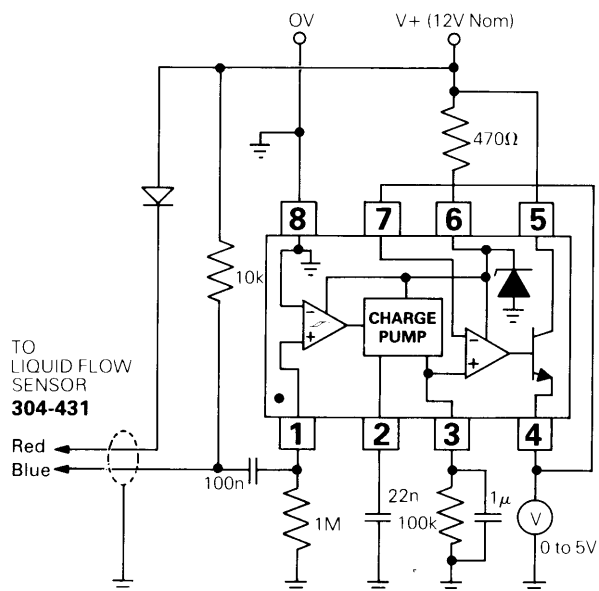 OV
V+ (12V Nom)
470Ω
8
7
6
5
10k
CHARGE
PUMP
-
+
-
+
TO
LIQUID FLOW
SENSOR
304-431
Red
Blue
1
2
3
4
100n
1M
22n
100k
1μ
V
0 to 5V